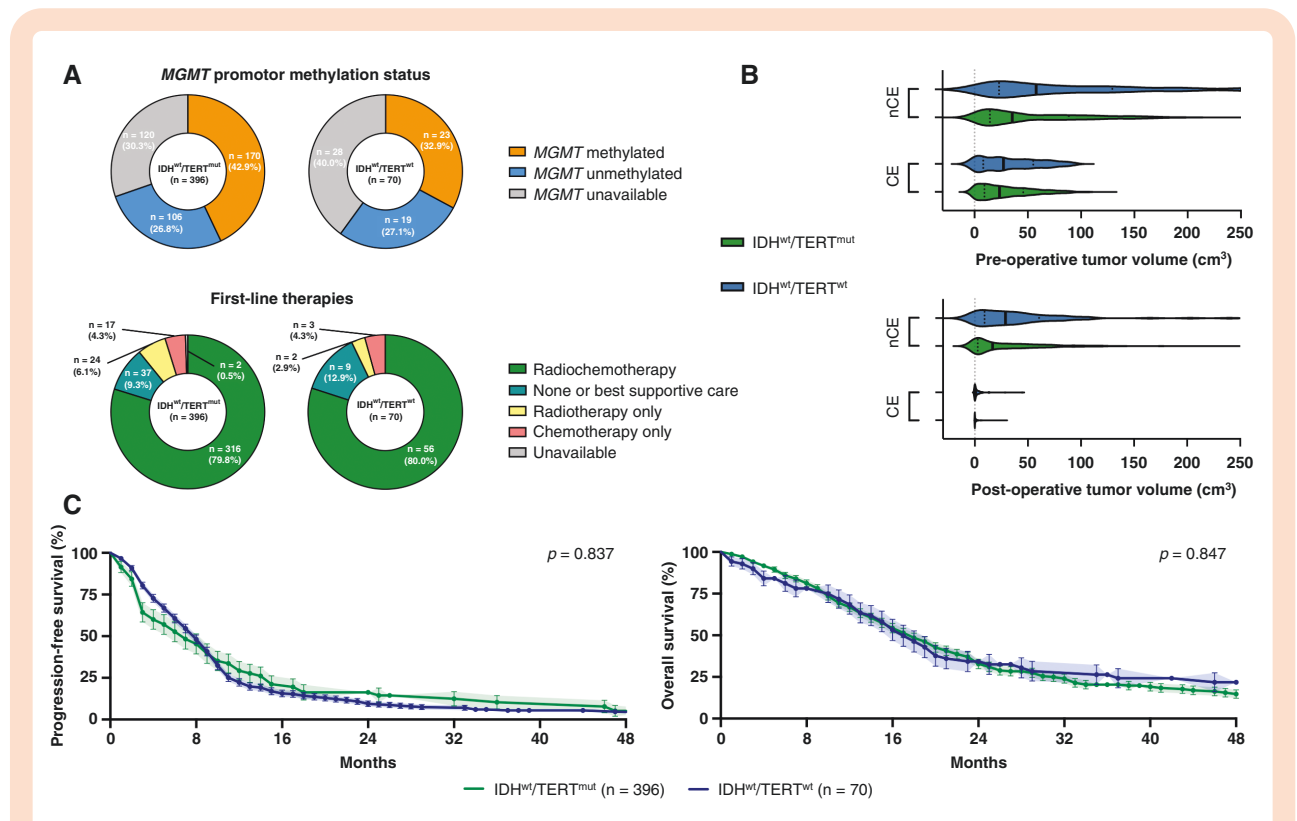 A
MGMT promotor methylation status
n = 120
(30.3%)
n = 170
(42.9%)
IDHwt/TERTmut
(n = 396)
n = 106
(26.8%)
n = 28
(40.0%)
n = 23
(32.9%)
IDHwt/TERTwt
(n = 70)
n = 19
(27.1%)
MGMT methylated
MGMT unmethylated
MGMT unavailable
First-line therapies
n = 17
(4.3%)
n = 24
(6.1%)
n = 37
(9.3%)
n = 2
(0.5%)
IDHwt/TERTmut
(n = 396)
n = 316
(79.8%)
n = 3
(4.3%)
n = 2
(2.9%)
n = 9
(12.9%)
IDHwt/TERTwt
(n = 70)
n = 56
(80.0%)
Radiochemotherapy
None or best supportive care
Radiotherapy only
Chemotherapy only
Unavailable
B
nCE
CE
0 50 100 150 200 250
Pre-operative tumor volume (cm3)
IDHwt/TERTmut
IDHwt/TERTwt
nCE
CE
0 50 100 150 200 250
Post-operative tumor volume (cm3)
C
Progression-free survival (%)
100
75
50
25
0
p = 0.837
0 8 16 24 32 40 48
Months
Overall survival (%)
100
75
50
25
0
p = 0.847
0 8 16 24 32 40 48
Months
IDHwt/TERTmut (n = 396) IDHwt/TERTwt (n = 70)